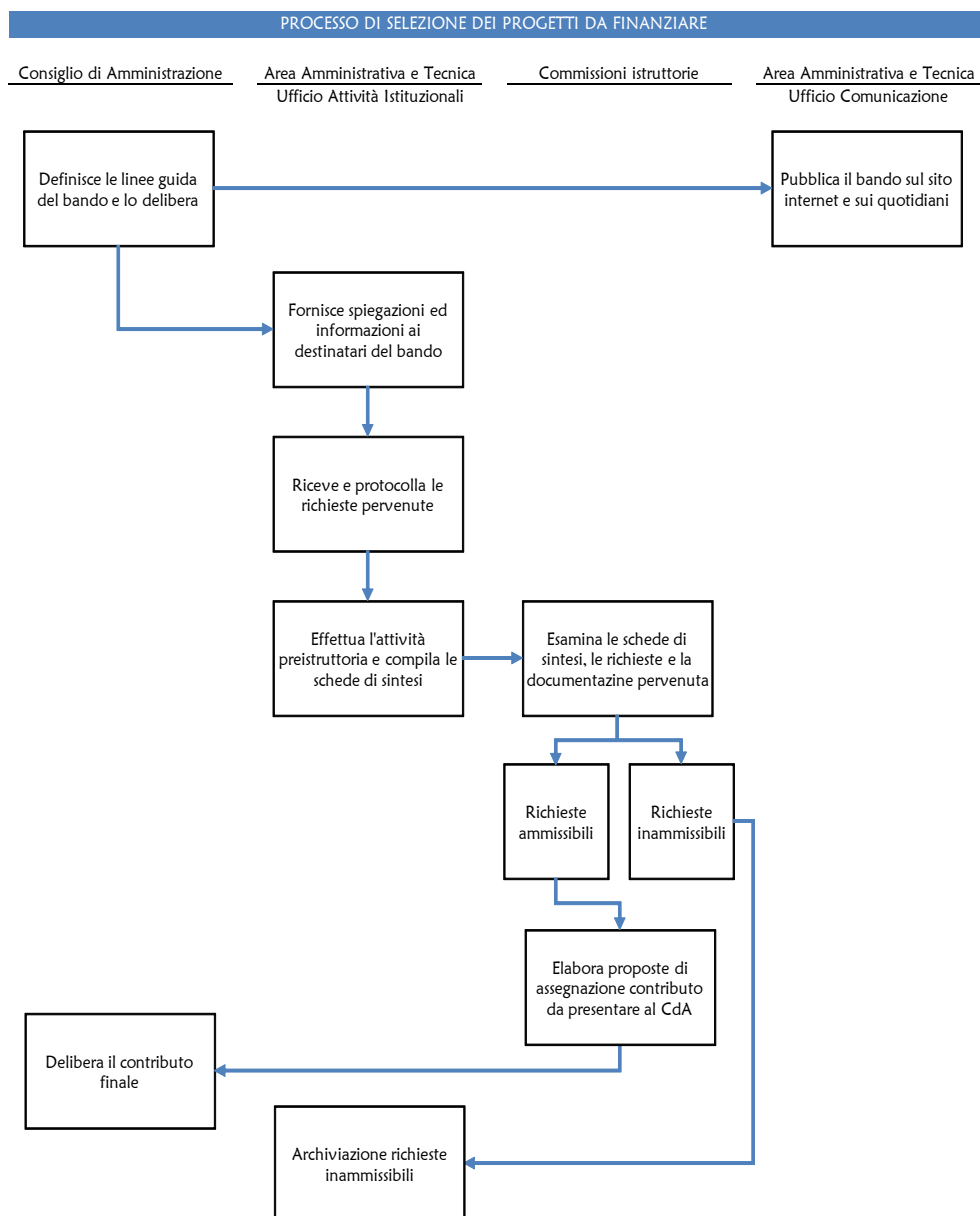 PROCESSO DI SELEZIONE DEI PROGETTI DA FINANZIARE
Consiglio di Amministrazione
Area Amministrativa e Tecnica
Ufficio Attività Istituzionali
Commissioni istruttorie
Area Amministrativa e Tecnica
Ufficio Comunicazione
Definisce le linee guida
del bando e lo delibera
Pubblica il bando sul sito
internet e sui quotidiani
Fornisce spiegazioni ed
informazioni ai
destinatari del bando
Riceve e protocolla le
richieste pervenute
Effettua l'attività
preistruttoria e compila le
schede di sintesi
Esamina le schede di
sintesi, le richieste e la
documentazine pervenuta
Richieste
ammissibili
Richieste
inammissibili
Elabora proposte di
assegnazione contributo
da presentare al CdA
Delibera il contributo
finale
Archiviazione richieste
inammissibili